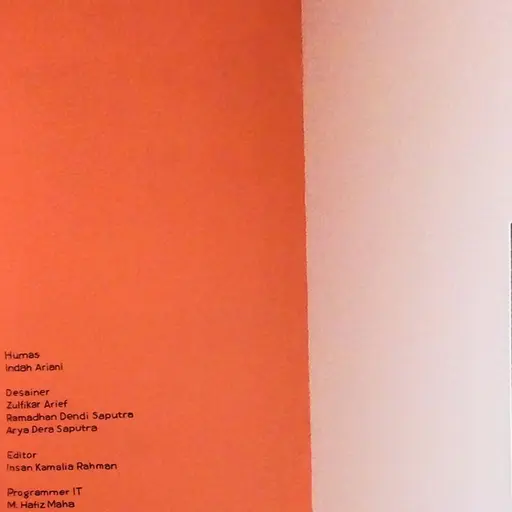 Humas
Indah Ariani
Desainer
Zulfikar Arief
Ramadhan Dendi Saputra
Arya Dera Saputra
Editor
Insan Kamalia Rahman
Programmer IT
M. Hafiz Maha